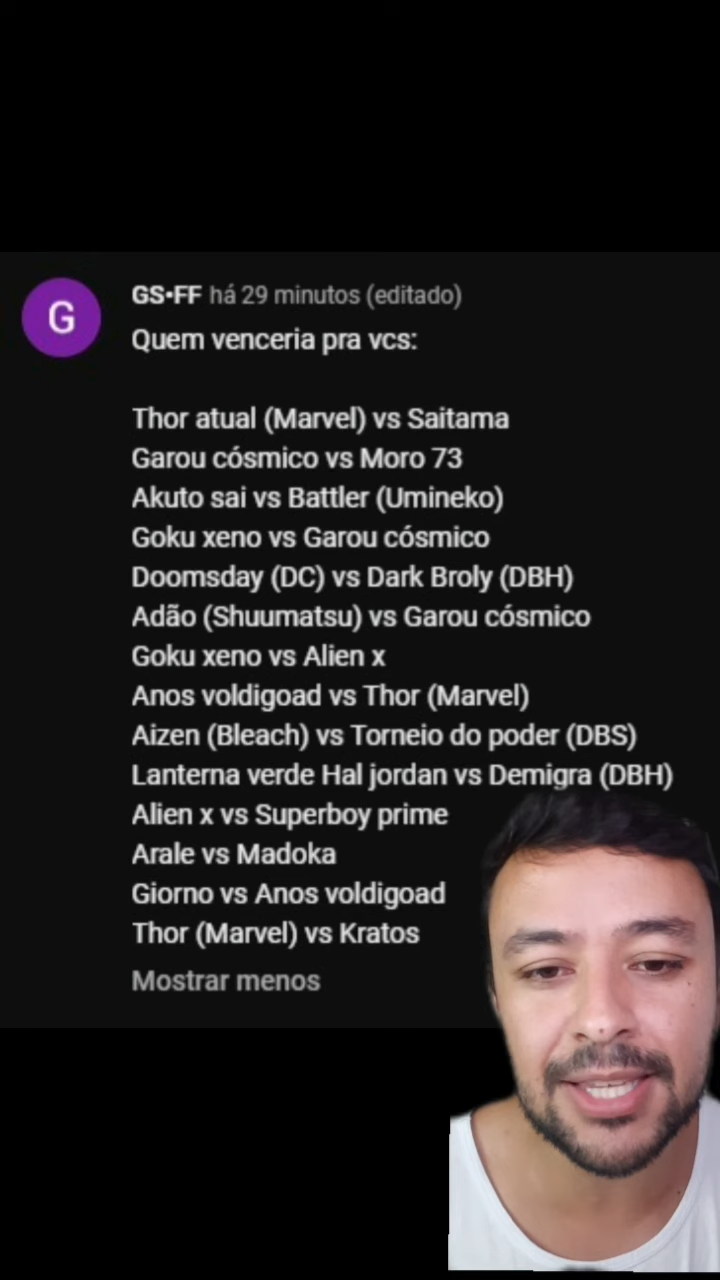 G
GS•FF há 29 minutos (editado)
Quem venceria pra vcs:
Thor atual (Marvel) vs Saitama
Garou cósmico vs Moro 73
Akuto sai vs Battler (Umineko)
Goku xeno vs Garou cósmico
Doomsday (DC) vs Dark Broly (DBH)
Adão (Shuumatsu) vs Garou cósmico
Goku xeno vs Alien x
Anos voldigoad vs Thor (Marvel)
Aizen (Bleach) vs Torneio do poder (DBS)
Lanterna verde Hal jordan vs Demigra (DBH)
Alien x vs Superboy prime
Arale vs Madoka
Giorno vs Anos voldigoad
Thor (Marvel) vs Kratos
Mostrar menos